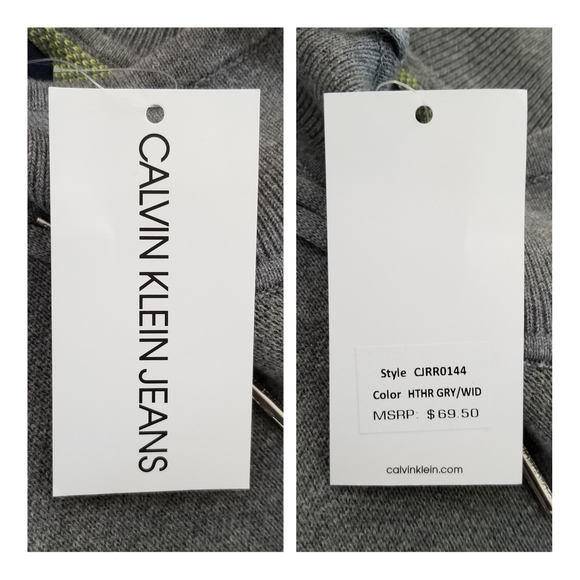 CALVIN KLEIN JEANS
Style CJRR0144
Color HTHR GRY/WID
MSRP: $69.50
calvinklein.com